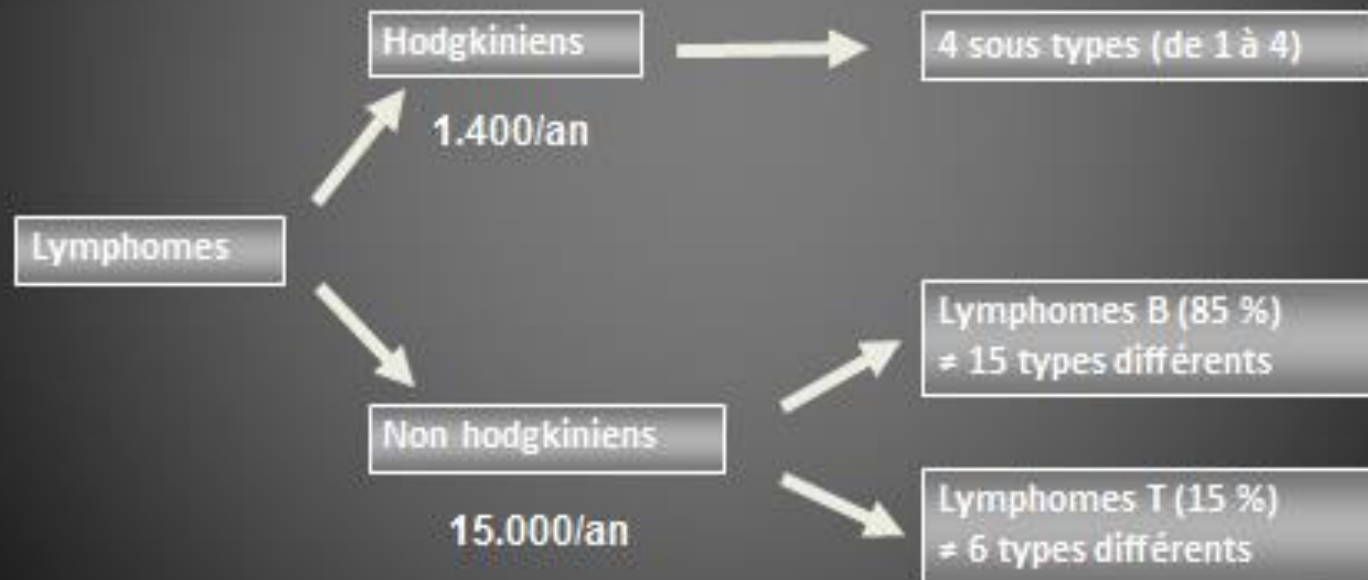 Hodgkiniens
4 sous types (de 1 à 4)
1.400/an
Lymphomes
Lymphomes B (85 %)
≠ 15 types différents
Non hodgkiniens
15.000/an
Lymphomes T (15 %)
≠ 6 types différents